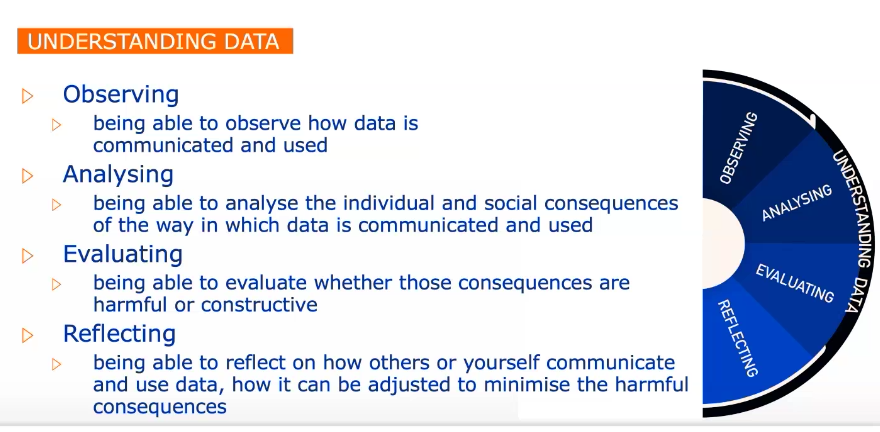 UNDERSTANDING DATA
Observing
being able to observe how data is
communicated and used
Analysing
being able to analyse the individual and social consequences
of the way in which data is communicated and used
Evaluating
being able to evaluate whether those consequences are
harmful or constructive
Reflecting
being able to reflect on how others or yourself communicate
and use data, how it can be adjusted to minimise the harmful
consequences
OBSERVING
ANALYSING
EVALUATING
REFLECTING
UNDERSTANDING DATA